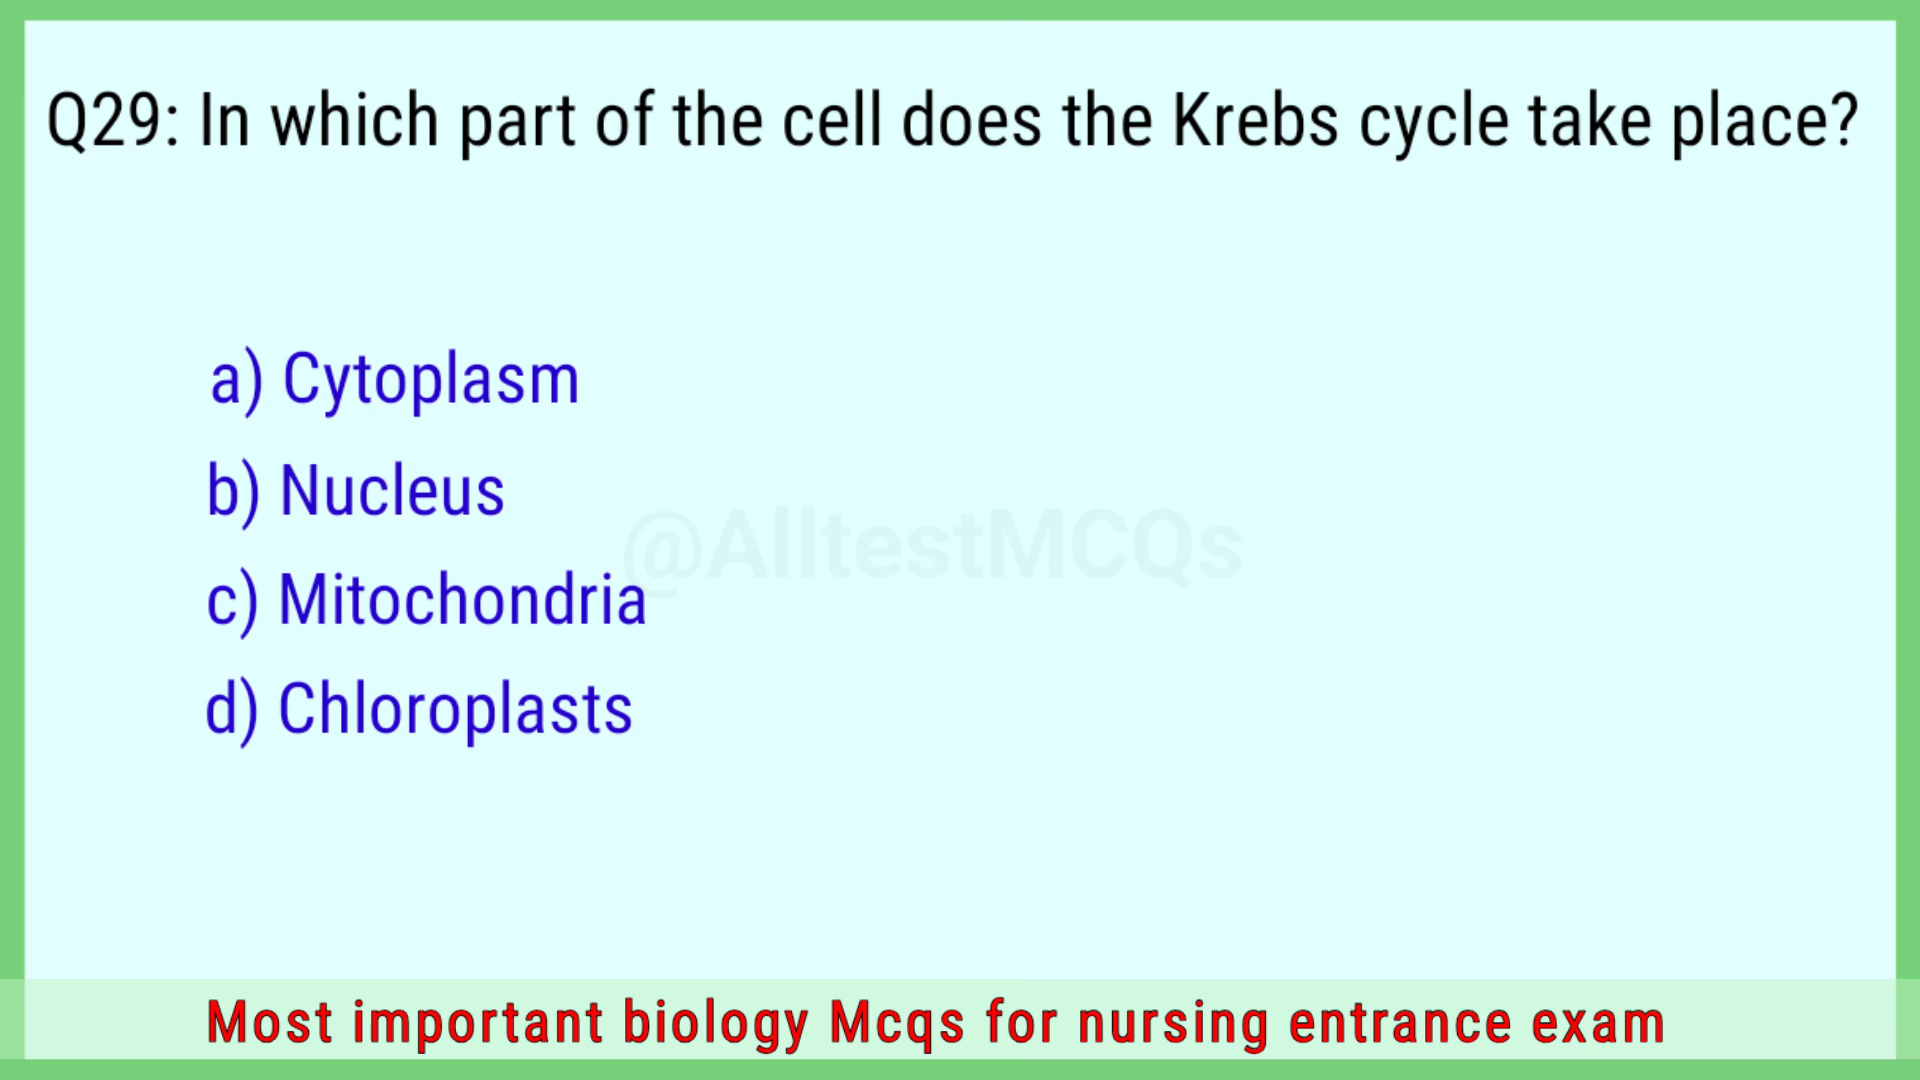 Q29: In which part of the cell does the Krebs cycle take place?
a) Cytoplasm
b) Nucleus
@AlltestMCQs
c) Mitochondria
d) Chloroplasts
Most important biology Mcqs for nursing entrance exam